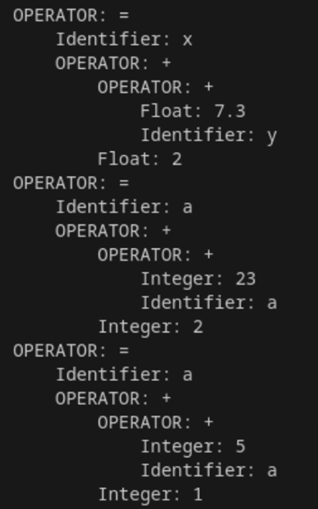 OPERATOR: =
    Identifier: x
    OPERATOR: +
        OPERATOR: +
            Float: 7.3
            Identifier: y
        Float: 2
OPERATOR: =
    Identifier: a
    OPERATOR: +
        OPERATOR: +
            Integer: 23
            Identifier: a
        Integer: 2
OPERATOR: =
    Identifier: a
    OPERATOR: +
        OPERATOR: +
            Integer: 5
            Identifier: a
        Integer: 1